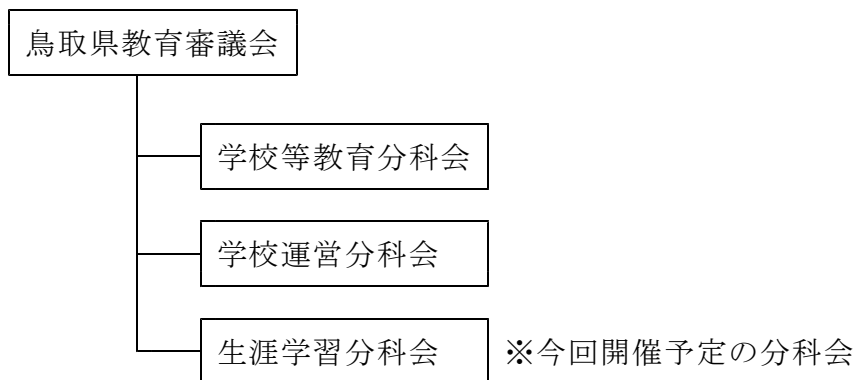 鳥取県教育審議会
学校等教育分科会
学校運営分科会
生涯学習分科会 ※今回開催予定の分科会